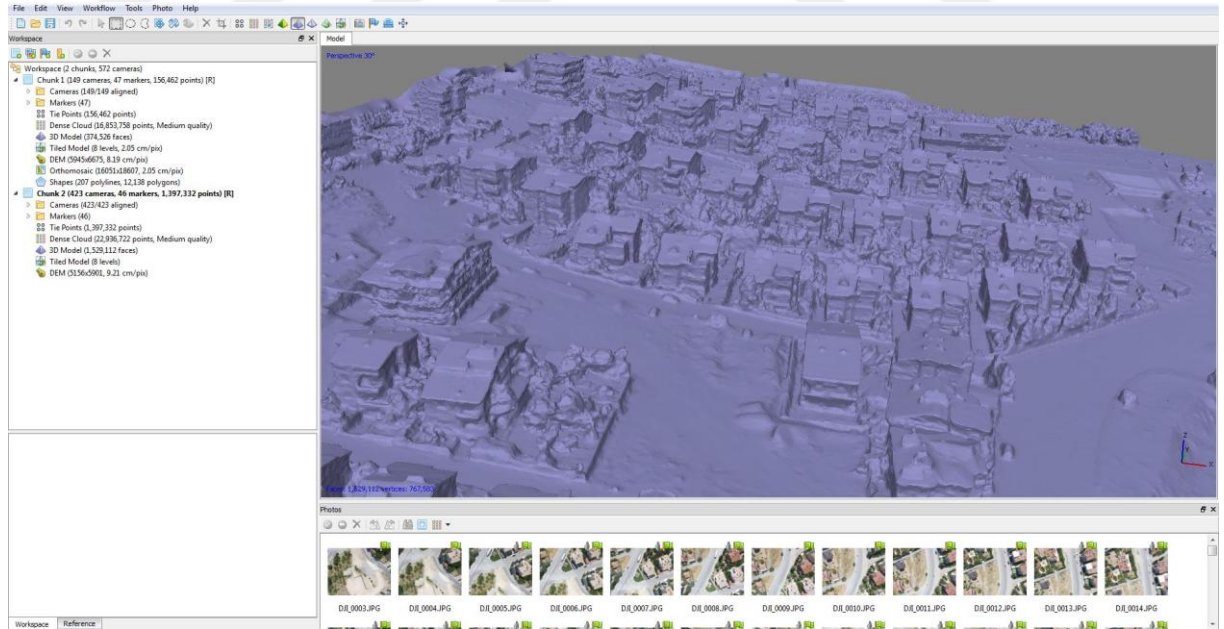 File Edit View Workflow Tools Photo Help
Workspace
Workspace (2 chunks, 572 cameras)
Chunk 1 (149 cameras, 47 markers, 156,462 points) [R]
Cameras (149/149 aligned)
Markers (47)
Tie Points (156,462 points)
Dense Cloud (16,853,758 points, Medium quality)
3D Model (374,526 faces)
Tiled Model (8 levels, 2.05 cm/pix)
DEM (5945x6675, 8.19 cm/pix)
Orthomosaic (16051x18607, 2.05 cm/pix)
Shapes (207 polylines, 12,138 polygons)
Chunk 2 (423 cameras, 46 markers, 1,397,332 points) [R]
Cameras (423/423 aligned)
Markers (46)
Tie Points (1,397,332 points)
Dense Cloud (22,936,722 points, Medium quality)
3D Model (1,529,112 faces)
Tiled Model (8 levels)
DEM (5156x5901, 9.21 cm/pix)
Workspace Reference
Model
Perspective 30°
Z
Y
X
faces: 1,529,112 vertices: 767,583
Photos
DJI_0003.JPG DJI_0004.JPG DJI_0005.JPG DJI_0006.JPG DJI_0007.JPG DJI_0008.JPG DJI_0009.JPG DJI_0010.JPG DJI_0011.JPG DJI_0012.JPG DJI_0013.JPG DJI_0014.JPG